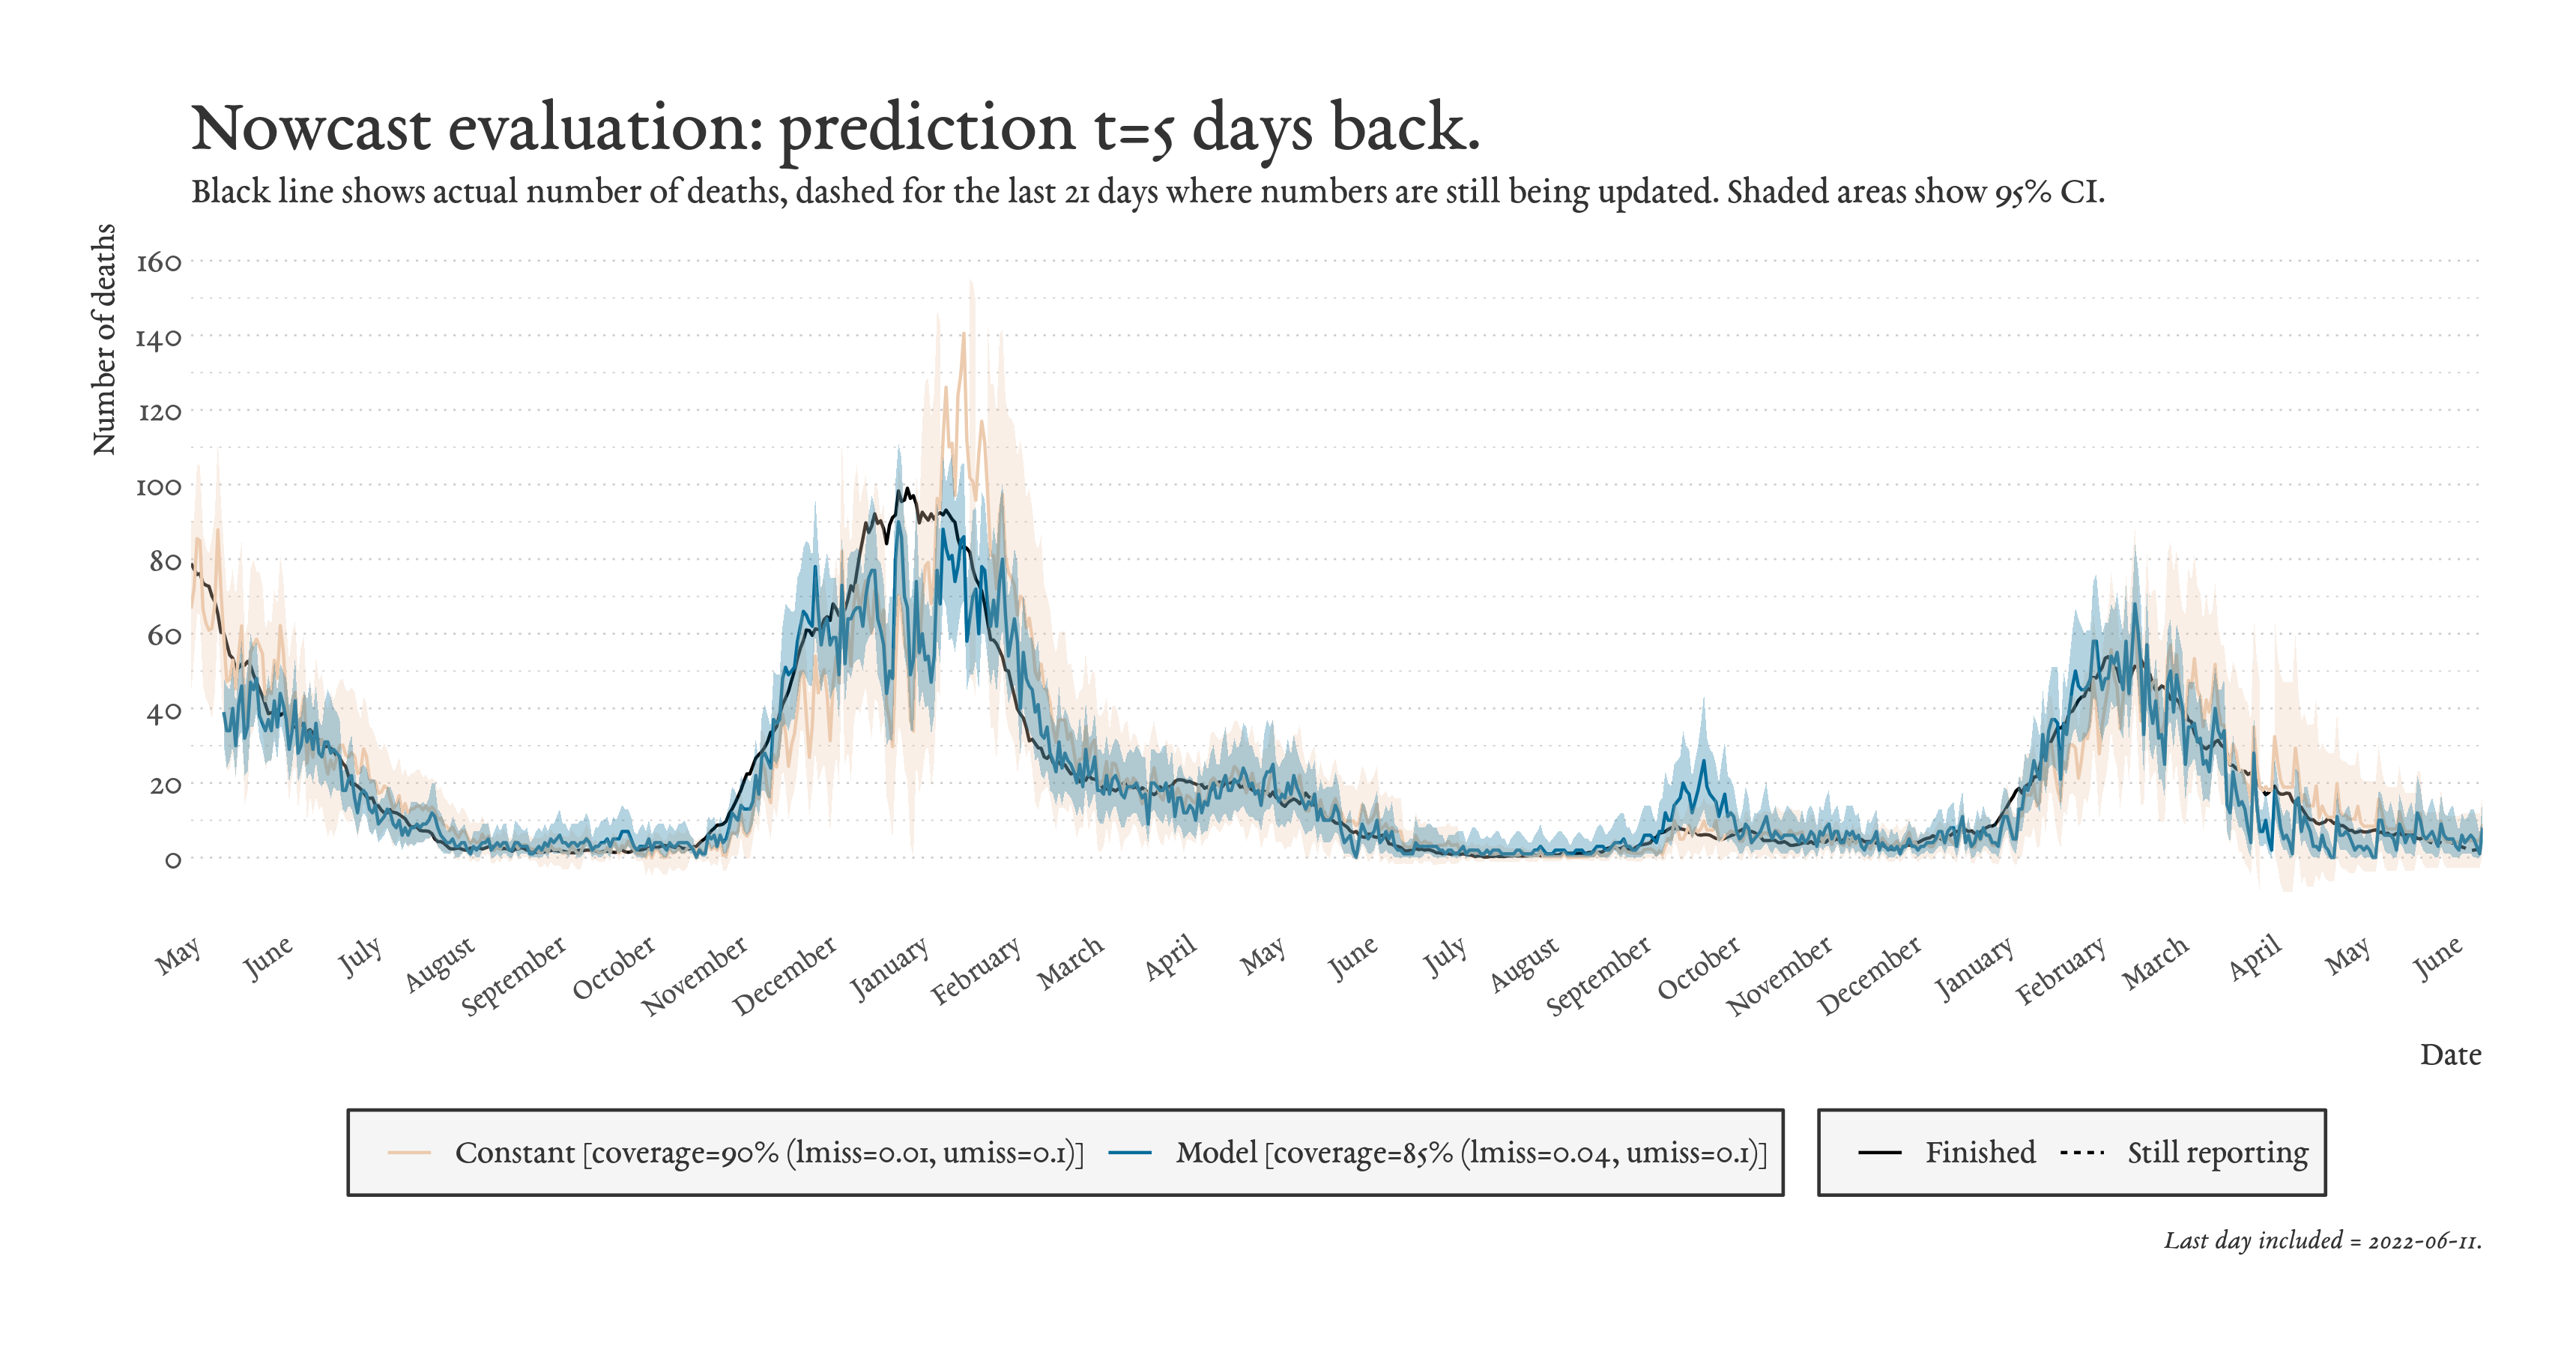 Nowcast evaluation: prediction t=5 days back.
Black line shows actual number of deaths, dashed for the last 21 days where numbers are still being updated. Shaded areas show 95% CI.
Number of deaths
160
140
120
100
80
60
40
20
0
May June July August September October November December January February March April May June July August September October November December January February March April May June
Date
Constant [coverage=90% (lmiss=0.01, umiss=0.1)] Model [coverage=85% (lmiss=0.04, umiss=0.1)] Finished Still reporting
Last day included = 2022-06-11.